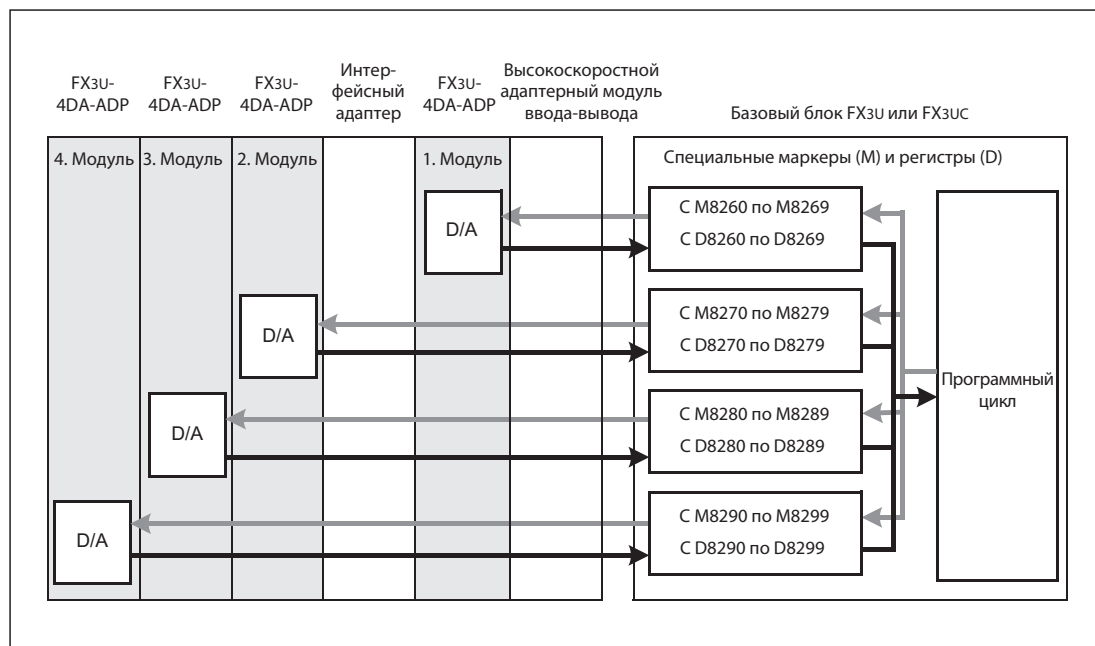 FX3U-
4DA-ADP
FX3U-
4DA-ADP
FX3U-
4DA-ADP
Интер-
фейсный
адаптер
FX3U-
4DA-ADP
Высокоскоростной
адаптерный модуль
ввода-вывода
Базовый блок FX3U или FX3UC
4. Модуль
3. Модуль
2. Модуль
1. Модуль
Специальные маркеры (M) и регистры (D)
D/A
С M8260 по M8269
С D8260 по D8269
D/A
С M8270 по M8279
С D8270 по D8279
D/A
С M8280 по M8289
С D8280 по D8289
D/A
С M8290 по M8299
С D8290 по D8299
Программный
цикл